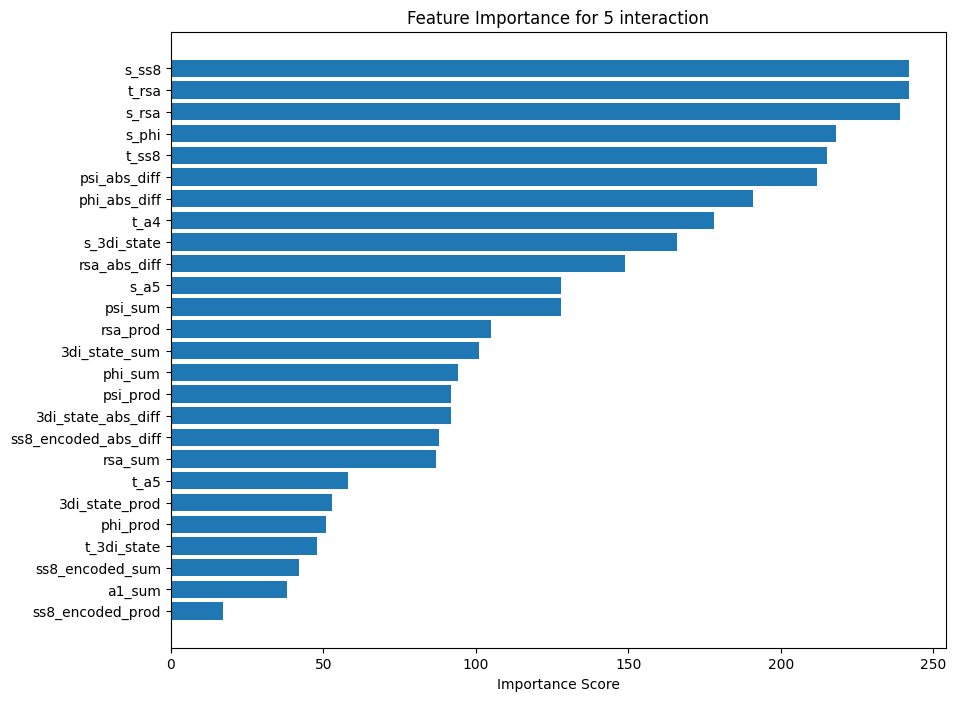 Feature Importance for 5 interaction
s_ss8
t_rsa
s_rsa
s_phi
t_ss8
psi_abs_diff
phi_abs_diff
t_a4
s_3di_state
rsa_abs_diff
s_a5
psi_sum
rsa_prod
3di_state_sum
phi_sum
psi_prod
3di_state_abs_diff
ss8_encoded_abs_diff
rsa_sum
t_a5
3di_state_prod
phi_prod
t_3di_state
ss8_encoded_sum
a1_sum
ss8_encoded_prod
0 50 100 150 200 250
Importance Score